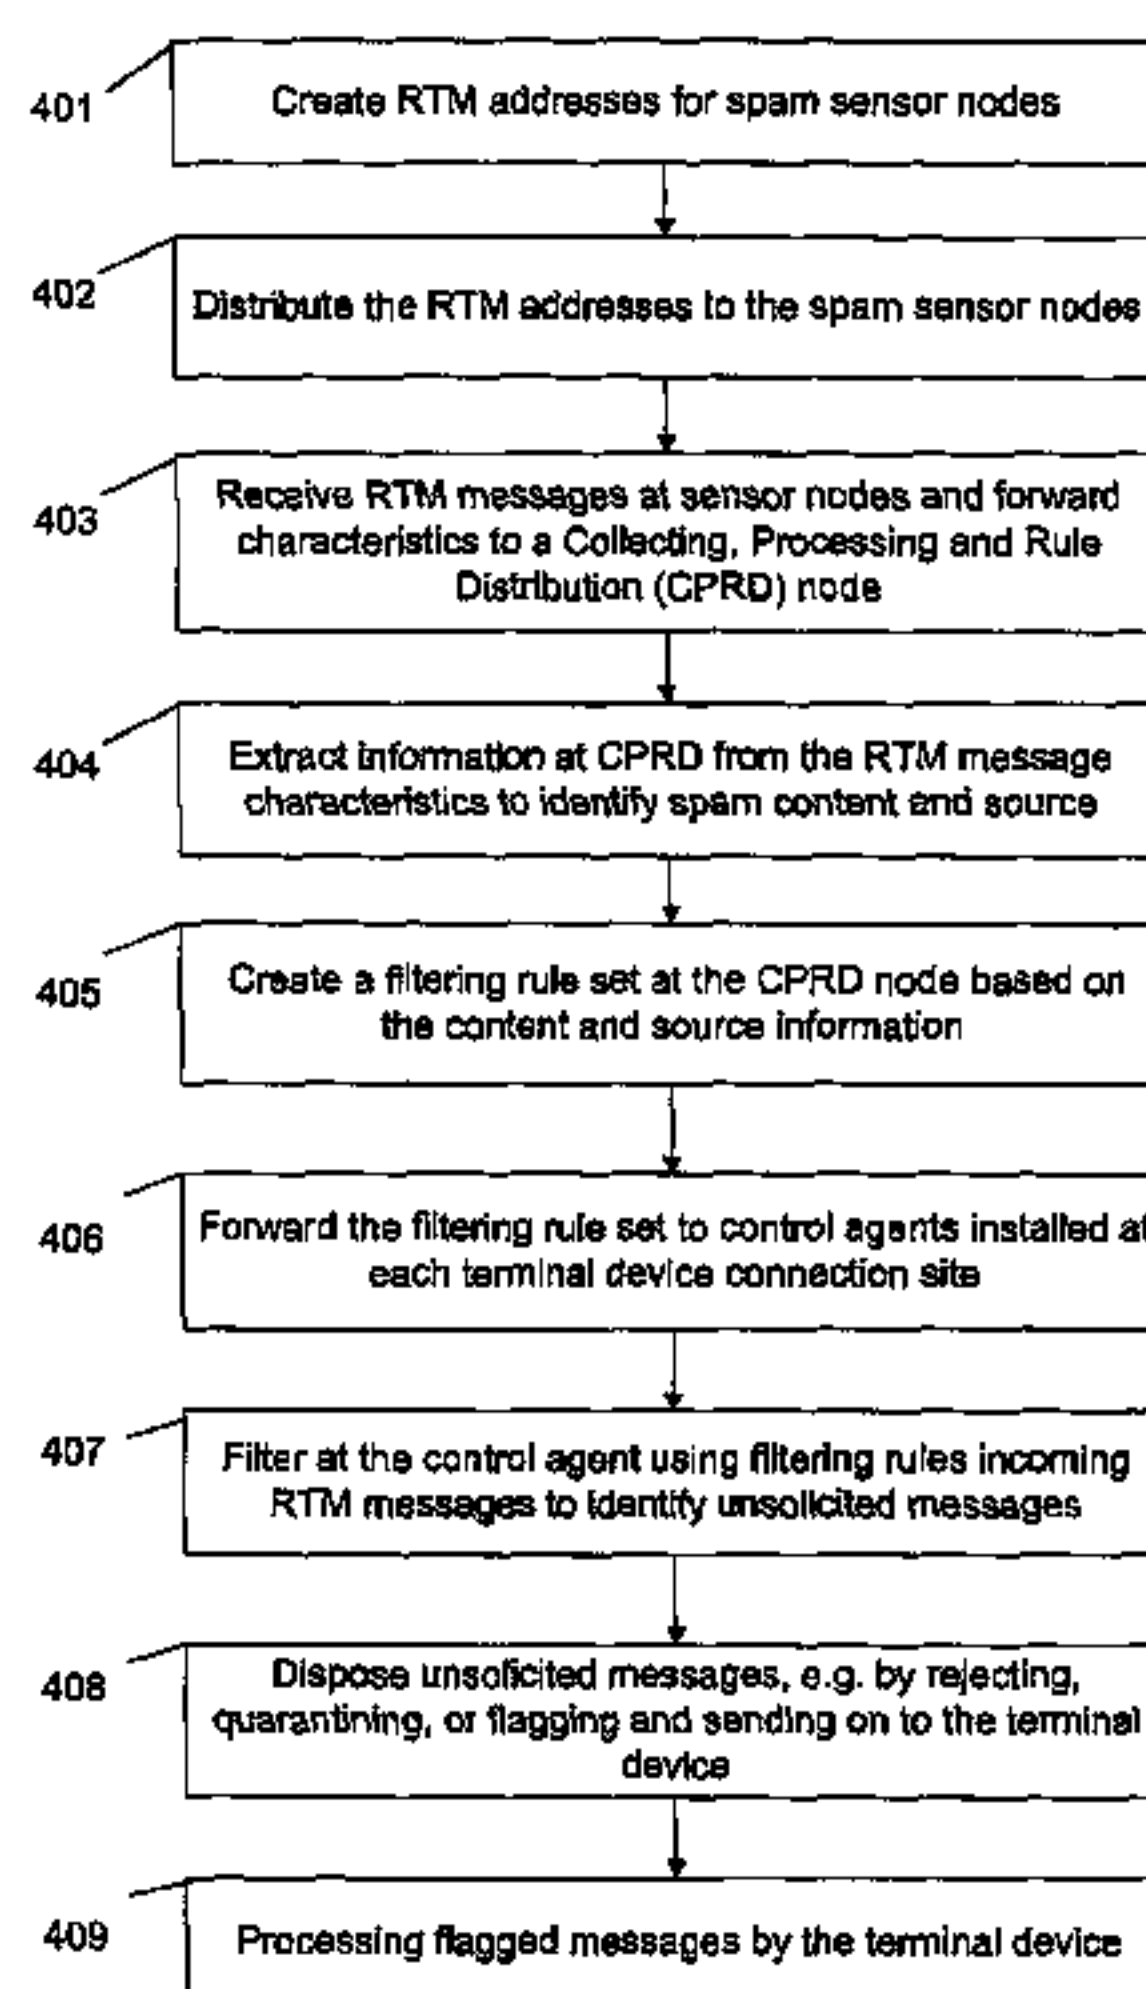 401
Create RTM addresses for spam sensor nodes
402
Distribute the RTM addresses to the spam sensor nodes
403
Receive RTM messages at sensor nodes and forward
characteristics to a Collecting, Processing and Rule
Distribution (CPRD) node
404
Extract information at CPRD from the RTM message
characteristics to identify spam content and source
405
Create a filtering rule set at the CPRD node based on
the content and source information
406
Forward the filtering rule set to control agents installed at
each terminal device connection site
407
Filter at the control agent using filtering rules incoming
RTM messages to identify unsolicited messages
408
Dispose unsolicited messages, e.g. by rejecting,
quarantining, or flagging and sending on to the terminal
device
409
Processing flagged messages by the terminal device